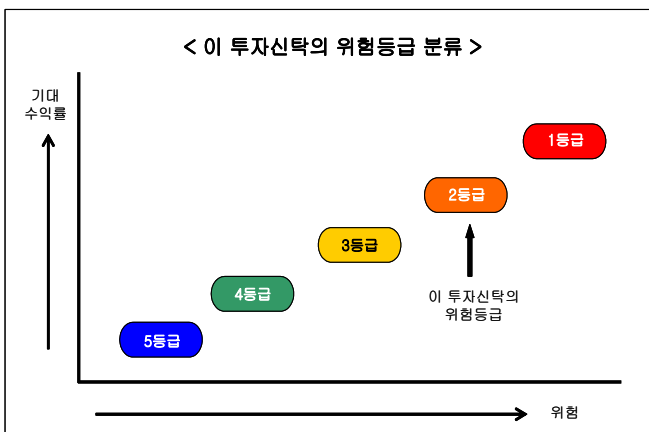 < 이 투자신탁의 위험등급 분류 >
기대
수익률
1등급
2등급
3등급
4등급
이 투자신탁의
위험등급
5등급
위험